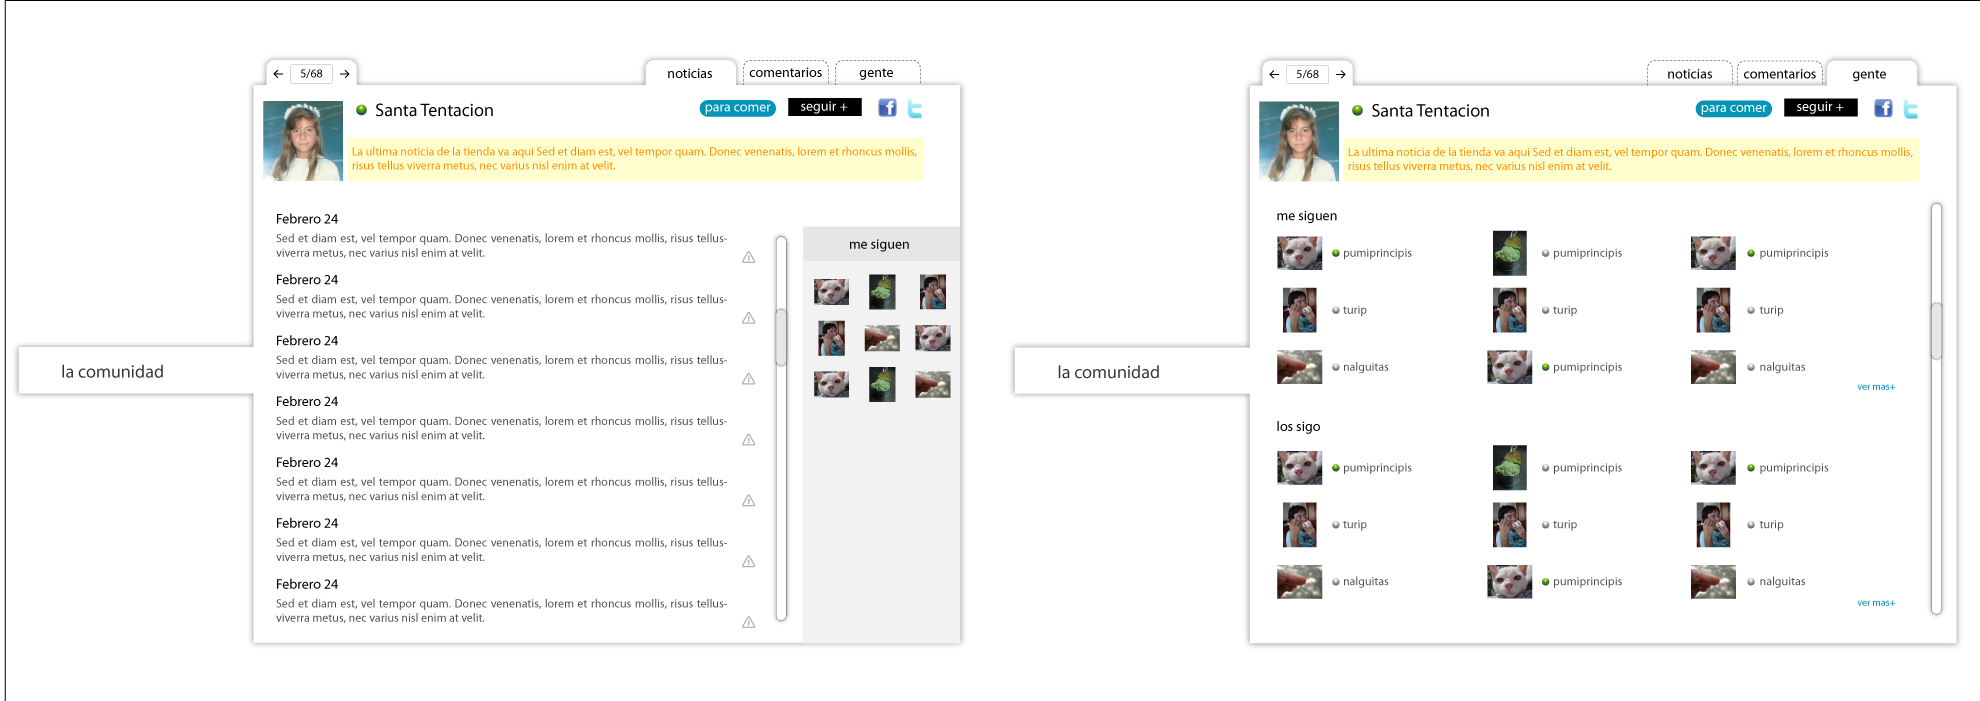 5/68
noticias
comentarios
gente
Santa Tentacion
para comer
seguir +
La ultima noticia de la tienda va aqui Sed et diam est, vel tempor quam. Donec venenatis, lorem et rhoncus mollis,
risus tellus viverra metus, nec varius nisl enim at velit.
Febrero 24
Sed et diam est, vel tempor quam. Donec venenatis, lorem et rhoncus mollis, risus tellus-
viverra metus, nec varius nisl enim at velit.
Febrero 24
Sed et diam est, vel tempor quam. Donec venenatis, lorem et rhoncus mollis, risus tellus-
viverra metus, nec varius nisl enim at velit.
Febrero 24
Sed et diam est, vel tempor quam. Donec venenatis, lorem et rhoncus mollis, risus tellus-
viverra metus, nec varius nisl enim at velit.
Febrero 24
Sed et diam est, vel tempor quam. Donec venenatis, lorem et rhoncus mollis, risus tellus-
viverra metus, nec varius nisl enim at velit.
Febrero 24
Sed et diam est, vel tempor quam. Donec venenatis, lorem et rhoncus mollis, risus tellus-
viverra metus, nec varius nisl enim at velit.
Febrero 24
Sed et diam est, vel tempor quam. Donec venenatis, lorem et rhoncus mollis, risus tellus-
viverra metus, nec varius nisl enim at velit.
Febrero 24
Sed et diam est, vel tempor quam. Donec venenatis, lorem et rhoncus mollis, risus tellus-
viverra metus, nec varius nisl enim at velit.
me siguen
la comunidad
5/68
noticias
comentarios
gente
Santa Tentacion
para comer
seguir +
La ultima noticia de la tienda va aqui Sed et diam est, vel tempor quam. Donec venenatis, lorem et rhoncus mollis,
risus tellus viverra metus, nec varius nisl enim at velit.
me siguen
pumiprincipis
pumiprincipis
pumiprincipis
turip
turip
turip
nalguitas
pumiprincipis
nalguitas
ver mas+
los sigo
pumiprincipis
pumiprincipis
pumiprincipis
turip
turip
turip
nalguitas
pumiprincipis
nalguitas
ver mas+
la comunidad